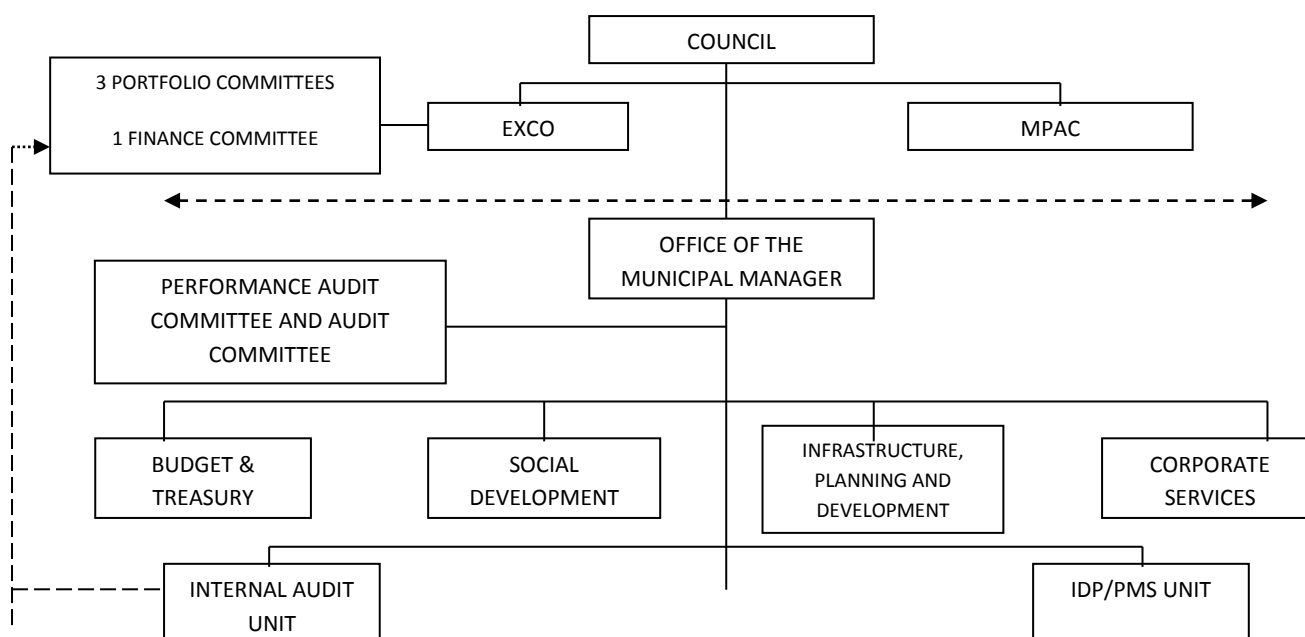 COUNCIL
3 PORTFOLIO COMMITTEES
1 FINANCE COMMITTEE
EXCO
MPAC
OFFICE OF THE
MUNICIPAL MANAGER
PERFORMANCE AUDIT
COMMITTEE AND AUDIT
COMMITTEE
BUDGET &
TREASURY
SOCIAL
DEVELOPMENT
INFRASTRUCTURE,
PLANNING AND
DEVELOPMENT
CORPORATE
SERVICES
INTERNAL AUDIT
UNIT
IDP/PMS UNIT